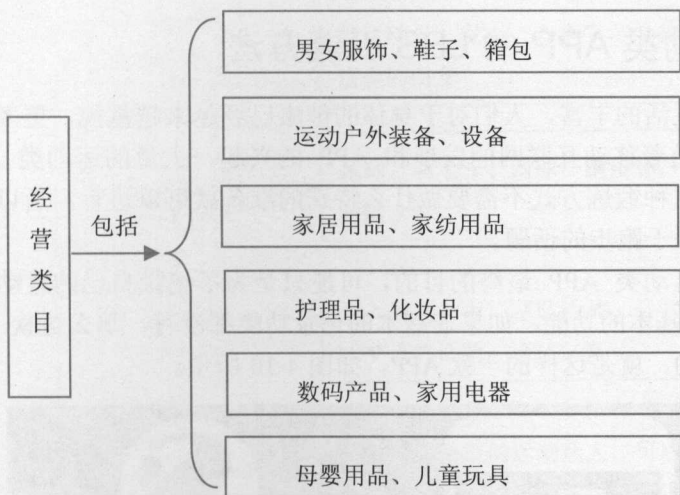 经营类目
包括
男女服饰、鞋子、箱包
运动户外装备、设备
家居用品、家纺用品
护理品、化妆品
数码产品、家用电器
母婴用品、儿童玩具